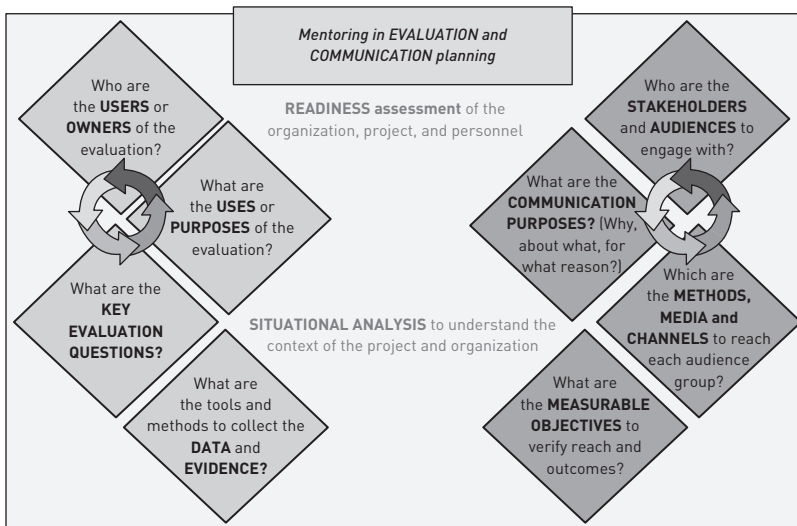 Mentoring in EVALUATION and
COMMUNICATION planning
READINESS assessment of the
organization, project, and personnel
Who are
the USERS or
OWNERS of the
evaluation?
What are
the USES or
PURPOSES of the
evaluation?
What are the
KEY
EVALUATION
QUESTIONS?
What are
the tools and
methods to collect the
DATA and
EVIDENCE?
SITUATIONAL ANALYSIS to understand the
context of the project and organization
Who are the
STAKEHOLDERS
and AUDIENCES to
engage with?
What are the
COMMUNICATION
PURPOSES? (Why,
about what, for
what reason?)
Which are
the METHODS,
MEDIA and
CHANNELS to reach
each audience
group?
What are
the MEASURABLE
OBJECTIVES to
verify reach and
outcomes?